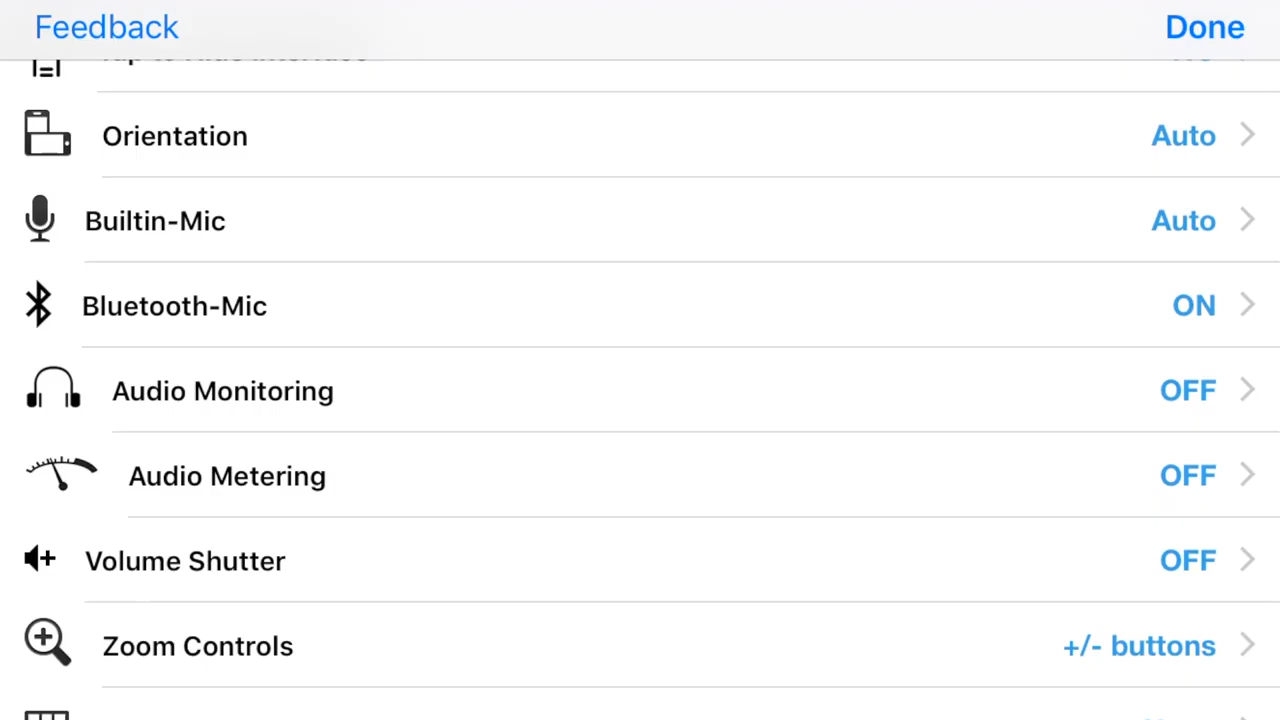 Feedback
Done
Orientation
Auto
Builtin-Mic
Auto
Bluetooth-Mic
ON
Audio Monitoring
OFF
Audio Metering
OFF
Volume Shutter
OFF
Zoom Controls
+/- buttons